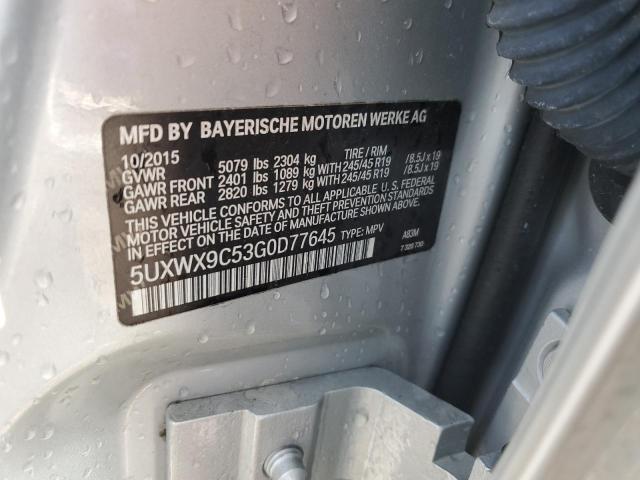 MFD BY BAYERISCHE MOTOREN WERKE AG
10/2015 TIRE / RIM
GVWR 5079 lbs 2304 kg
GAWR FRONT 2401 lbs 1089 kg WITH 245/45 R19 /8.5J x 19
GAWR REAR 2820 lbs 1279 kg WITH 245/45 R19 /8.5J x 19
THIS VEHICLE CONFORMS TO ALL APPLICABLE U.S. FEDERAL
MOTOR VEHICLE SAFETY AND THEFT PREVENTION STANDARDS
IN EFFECT ON THE DATE OF MANUFACTURE SHOWN ABOVE.
5UXWX9C53G0D77645 TYPE: MPV A83M
7 320 730